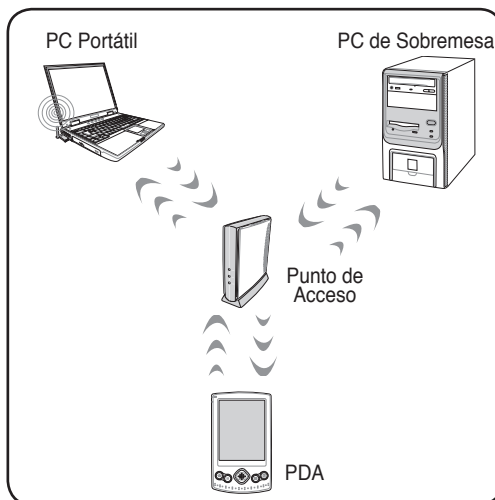 PC Portátil
PC de Sobremesa
Punto de
Acceso
PDA